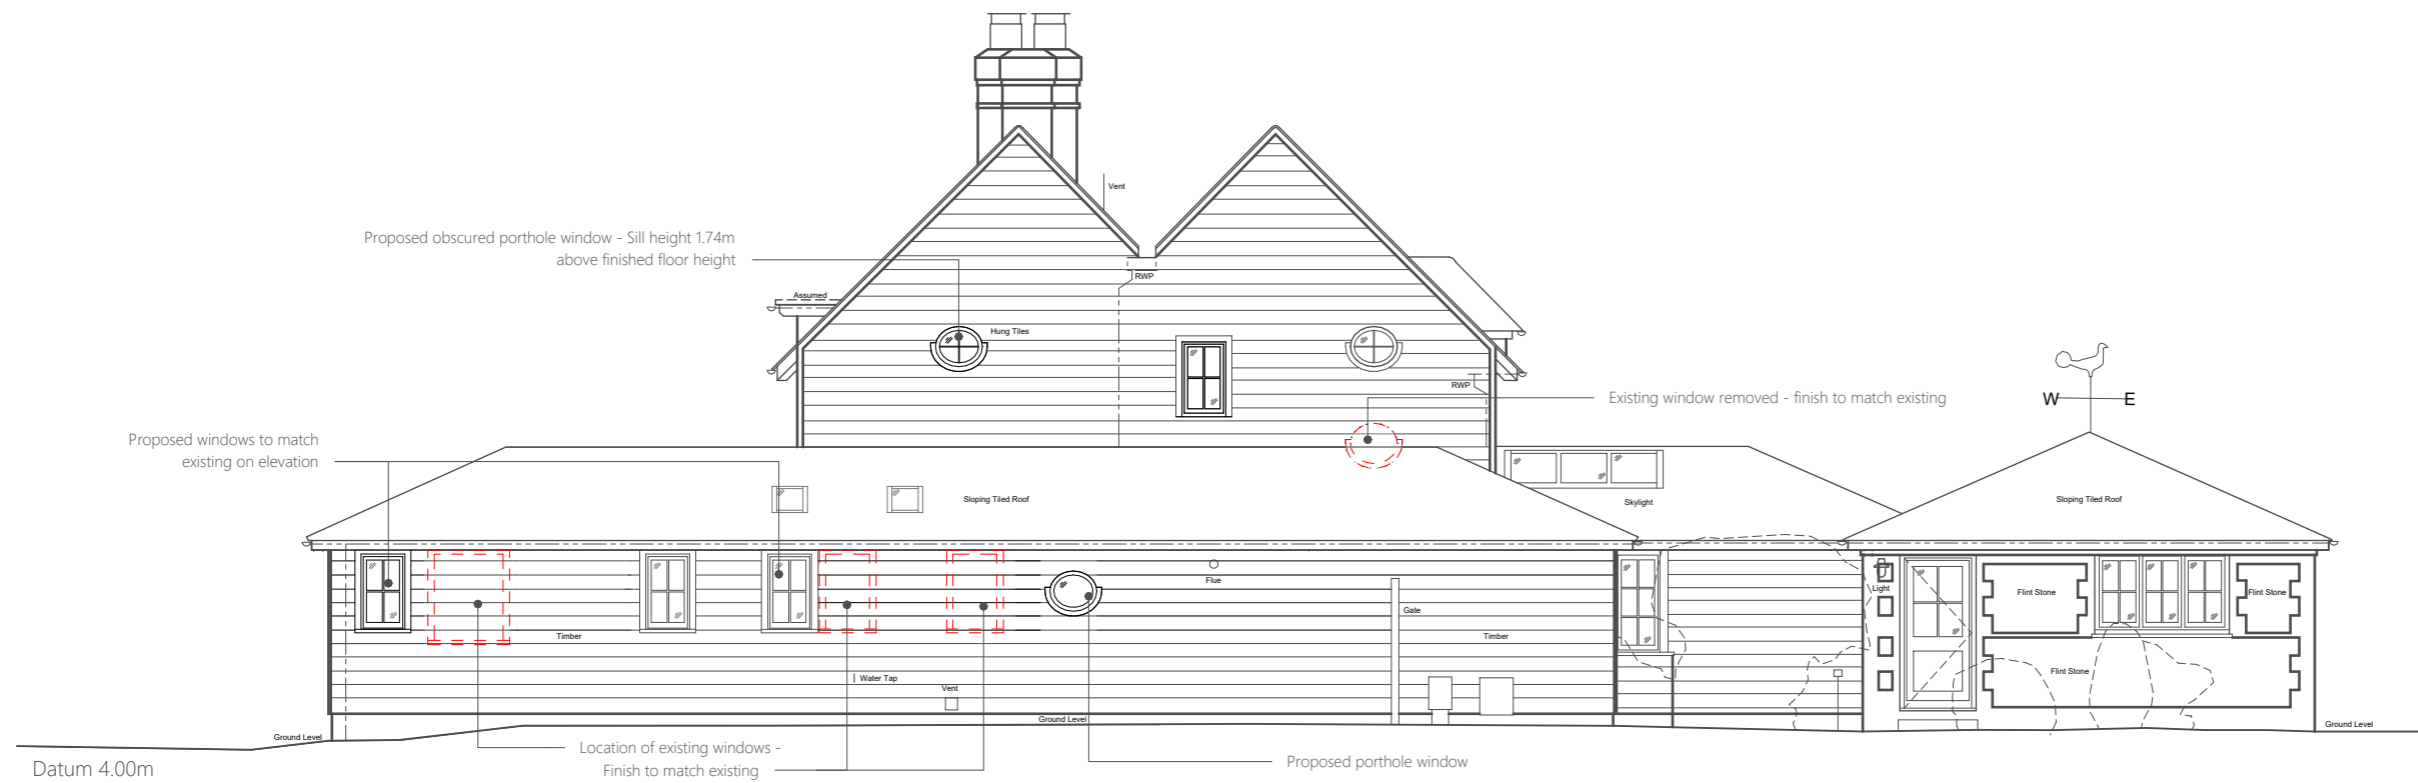 Vent
Proposed obscured porthole window - Sill height 1.74m
above finished floor height
RWP
Assumed
Hung Tiles
RWP
Existing window removed - finish to match existing
W
E
Proposed windows to match
existing on elevation
Sloping Tiled Roof
Skylight
Sloping Tiled Roof
Flue
Light
Flint Stone
Flint Stone
Gate
Timber
Timber
Flint Stone
Water Tap
Vent
Ground Level
Ground Level
Ground Level
Location of existing windows -
Finish to match existing
Proposed porthole window
Datum 4.00m